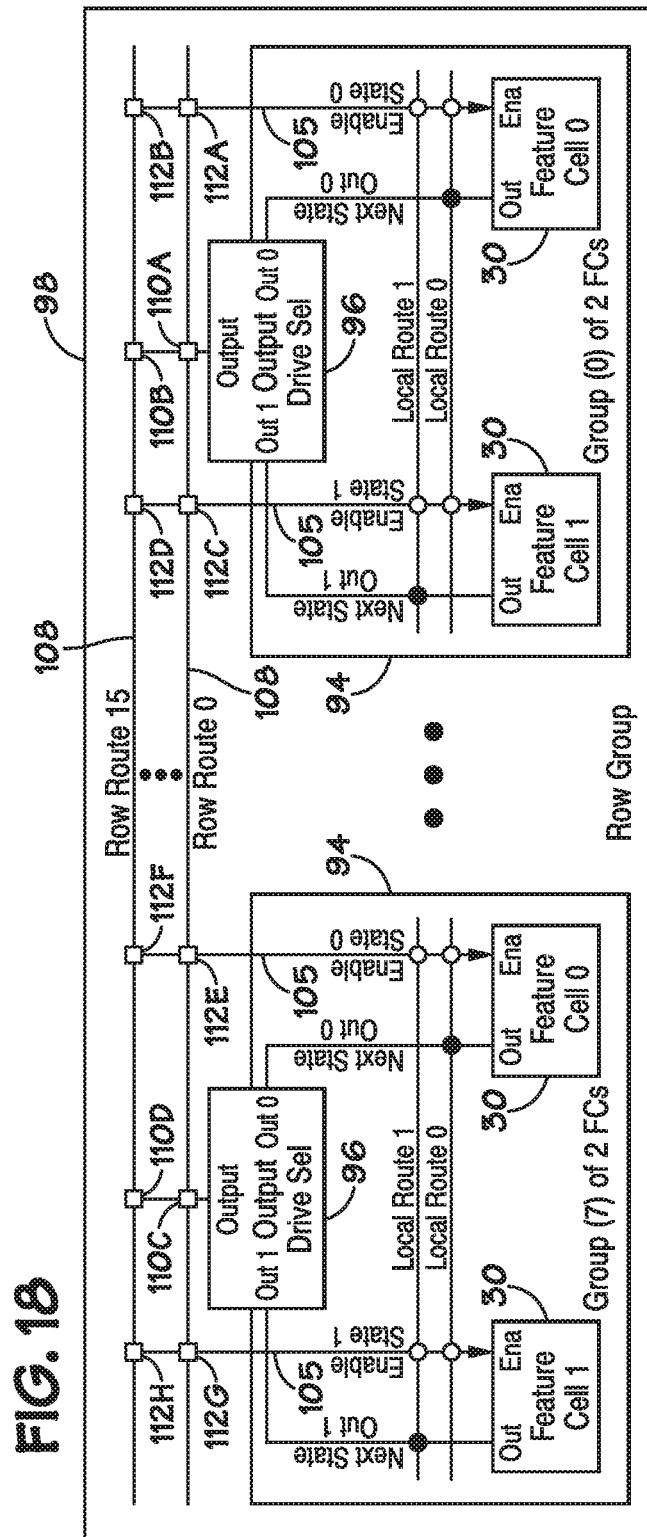 FIG. 18
98
108
Row Route 15
Row Route 0
108
112H
112G
110D
110C
112F
112E
112D
112C
110B
110A
112B
112A
105
Enable
State 1
Next State
Out 1
Output
Out 1 Output Out 0
Drive Sel
96
Next State
Out 0
105
Enable
State 0
94
Local Route 1
Local Route 0
30
Out Ena
Feature
Cell 1
30
Out Ena
Feature
Cell 0
Group (7) of 2 FCs
94
105
Enable
State 1
Next State
Out 1
Output
Out 1 Output Out 0
Drive Sel
96
Next State
Out 0
105
Enable
State 0
Local Route 1
Local Route 0
30
Out Ena
Feature
Cell 1
30
Out Ena
Feature
Cell 0
Group (0) of 2 FCs
Row Group